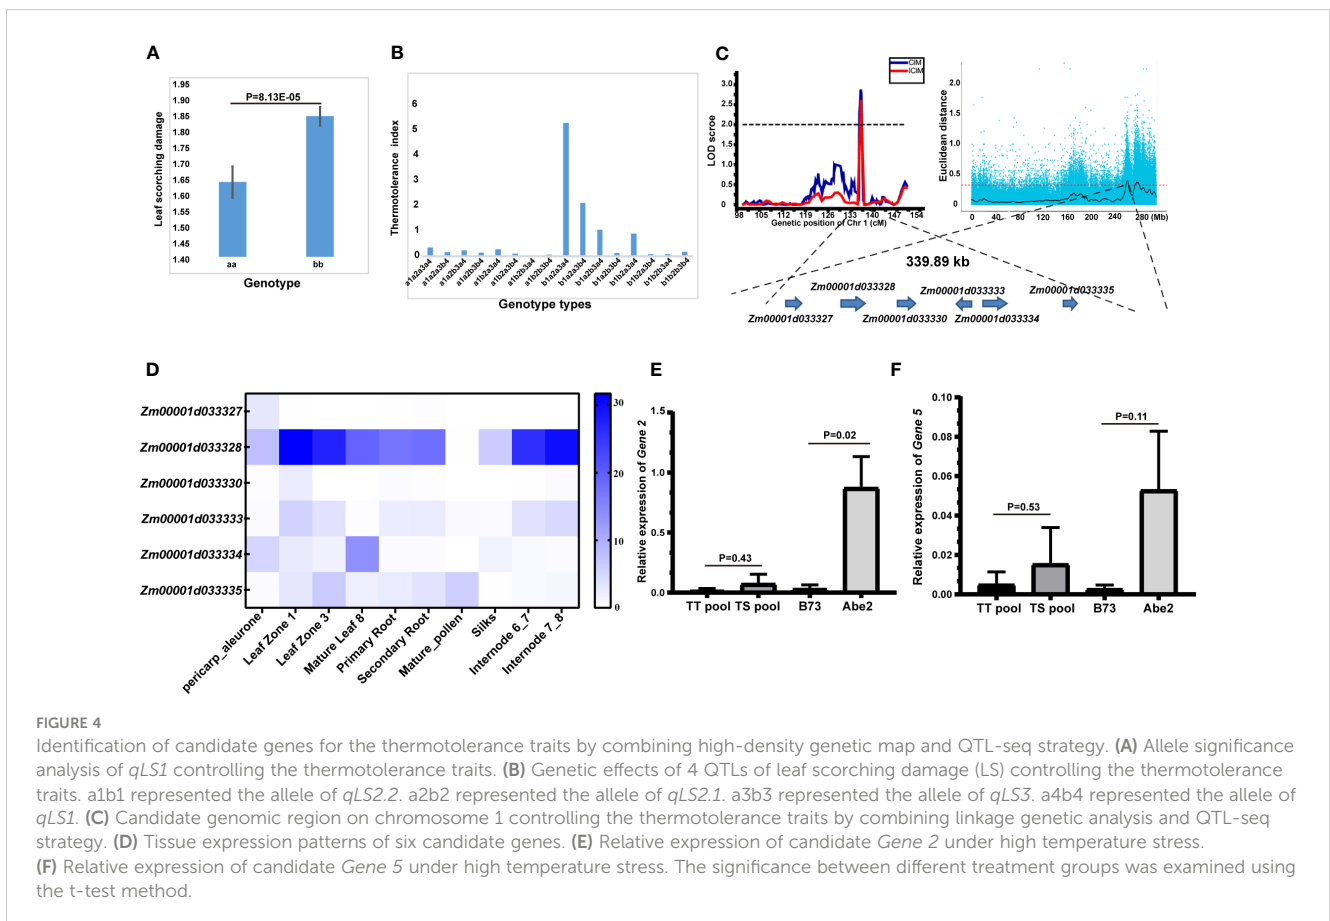 A
1.95
1.90
1.85
1.80
1.75
1.70
1.65
1.60
1.55
1.50
1.45
1.40
Leaf scorching damage
P=8.13E-05
aa
bb
Genotype
B
6
5
4
3
2
1
0
Thermotolerance index
a1a2a3a4
Genotype types
C
CIM
ICIM
3.0
2.5
2.0
1.5
1.0
0.5
0
LOD scroe
98 105 112 119 126 133 140 147 154
Genetic position of Chr 1 (cM)
2.0
1.5
1.0
0.5
0
Euclidean distance
0 40 80 120 160 200 240 280 (Mb)
339.89 kb
Zm00001d033328 Zm00001d033333 Zm00001d033335
Zm00001d033327 Zm00001d033330 Zm00001d033334
D
Zm00001d033327
Zm00001d033328
Zm00001d033330
Zm00001d033333
Zm00001d033334
Zm00001d033335
pericarp_aleurone
Leaf Zone 1
Leaf Zone 3
Mature Leaf 8
Primary Root
Secondary Root
Mature_pollen
Silks
Internode 6_7
Internode 7_8
30
20
10
0
E
1.5
1.0
0.5
0.0
Relative expression of Gene 2
P=0.43
P=0.02
TT pool TS pool B73 Abe2
F
0.10
0.08
0.06
0.04
0.02
0.00
Relative expression of Gene 5
P=0.53
P=0.11
TT pool TS pool B73 Abe2
FIGURE 4
Identification of candidate genes for the thermotolerance traits by combining high-density genetic map and QTL-seq strategy. (A) Allele significance
analysis of qLS1 controlling the thermotolerance traits. (B) Genetic effects of 4 QTLs of leaf scorching damage (LS) controlling the thermotolerance
traits. a1b1 represented the allele of qLS2.2. a2b2 represented the allele of qLS2.1. a3b3 represented the allele of qLS3. a4b4 represented the allele of
qLS1. (C) Candidate genomic region on chromosome 1 controlling the thermotolerance traits by combining linkage genetic analysis and QTL-seq
strategy. (D) Tissue expression patterns of six candidate genes. (E) Relative expression of candidate Gene 2 under high temperature stress.
(F) Relative expression of candidate Gene 5 under high temperature stress. The significance between different treatment groups was examined using
the t-test method.